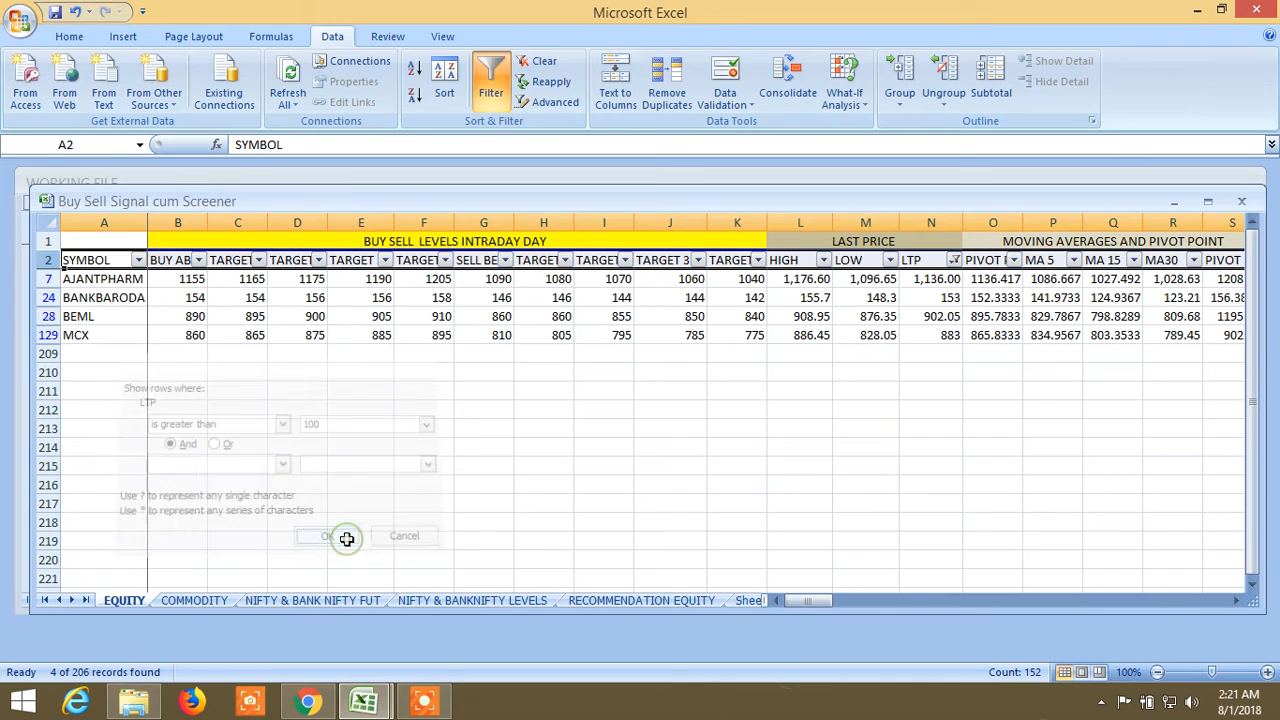 Microsoft Excel
Home Insert Page Layout Formulas Data Review View
From Access
From Web
From Text
From Other Sources
Existing Connections
Get External Data
Refresh All
Connections
Properties
Edit Links
Connections
Sort
Filter
Clear
Reapply
Advanced
Sort & Filter
Text to Columns
Remove Duplicates
Data Validation
Consolidate
What-If Analysis
Data Tools
Group
Ungroup
Subtotal
Show Detail
Hide Detail
Outline
A2 fx SYMBOL
WORKING FILE
Buy Sell Signal cum Screener
A B C D E F G H I J K L M N O P Q R S
1 BUY SELL LEVELS INTRADAY DAY LAST PRICE MOVING AVERAGES AND PIVOT POINT
2 SYMBOL BUY AB TARGET TARGET TARGET TARGET SELL BE TARGET TARGET TARGET 3 TARGET HIGH LOW LTP PIVOT MA 5 MA 15 MA30 PIVOT
7 AJANTPHARM 1155 1165 1175 1190 1205 1090 1080 1070 1060 1040 1,176.60 1,096.65 1,136.00 1136.417 1086.667 1027.492 1,028.63 1208
24 BANKBARODA 154 154 156 156 158 146 146 144 144 142 155.7 148.3 153 152.3333 141.9733 124.9367 123.21 156.38
28 BEML 890 895 900 905 910 860 860 855 850 840 908.95 876.35 902.05 895.7833 829.7867 798.8289 809.68 1195
129 MCX 860 865 875 885 895 810 805 795 785 775 886.45 828.05 883 865.8333 834.9567 803.3533 789.45 902
209
210
211
212
213
214
215
216
217
218
219
220
221
Show rows where:
LTP
is greater than 100
And Or
Use ? to represent any single character
Use * to represent any series of characters
OK Cancel
EQUITY COMMODITY NIFTY & BANK NIFTY FUT NIFTY & BANKNIFTY LEVELS RECOMMENDATION EQUITY Shee
Ready 4 of 206 records found Count: 152 100%
2:21 AM
8/1/2018